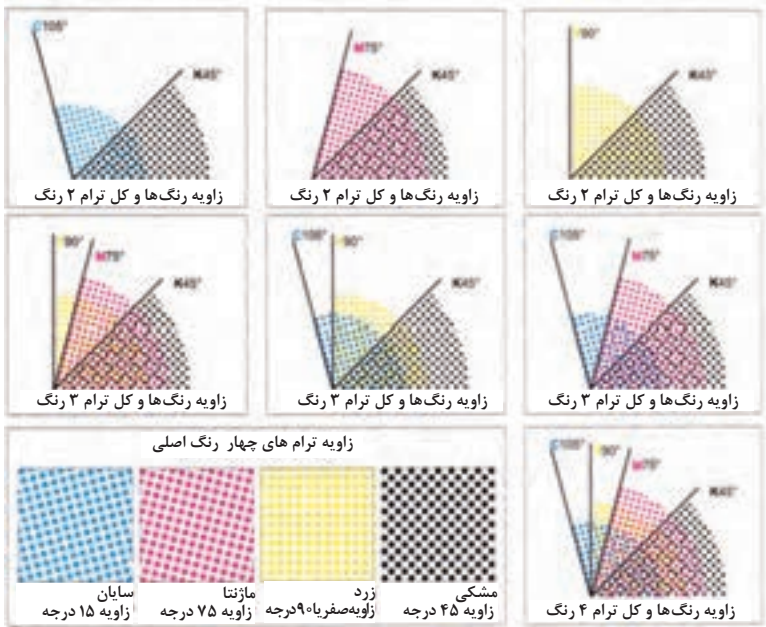 C105°
K45°
زاویه رنگ‌ها و کل ترام ۲ رنگ
M75°
K45°
زاویه رنگ‌ها و کل ترام ۲ رنگ
Y90°
K45°
زاویه رنگ‌ها و کل ترام ۲ رنگ
Y90°
M75°
K45°
زاویه رنگ‌ها و کل ترام ۳ رنگ
C105°
Y90°
K45°
زاویه رنگ‌ها و کل ترام ۳ رنگ
C105°
M75°
K45°
زاویه رنگ‌ها و کل ترام ۳ رنگ
زاویه ترام های چهار رنگ اصلی
مشکی
زاویه ۴۵ درجه
زرد
زاویه‌صفریا۹۰درجه
ماژنتا
زاویه ۷۵ درجه
سایان
زاویه ۱۵ درجه
C105°
Y90°
M75°
K45°
زاویه رنگ‌ها و کل ترام ۴ رنگ